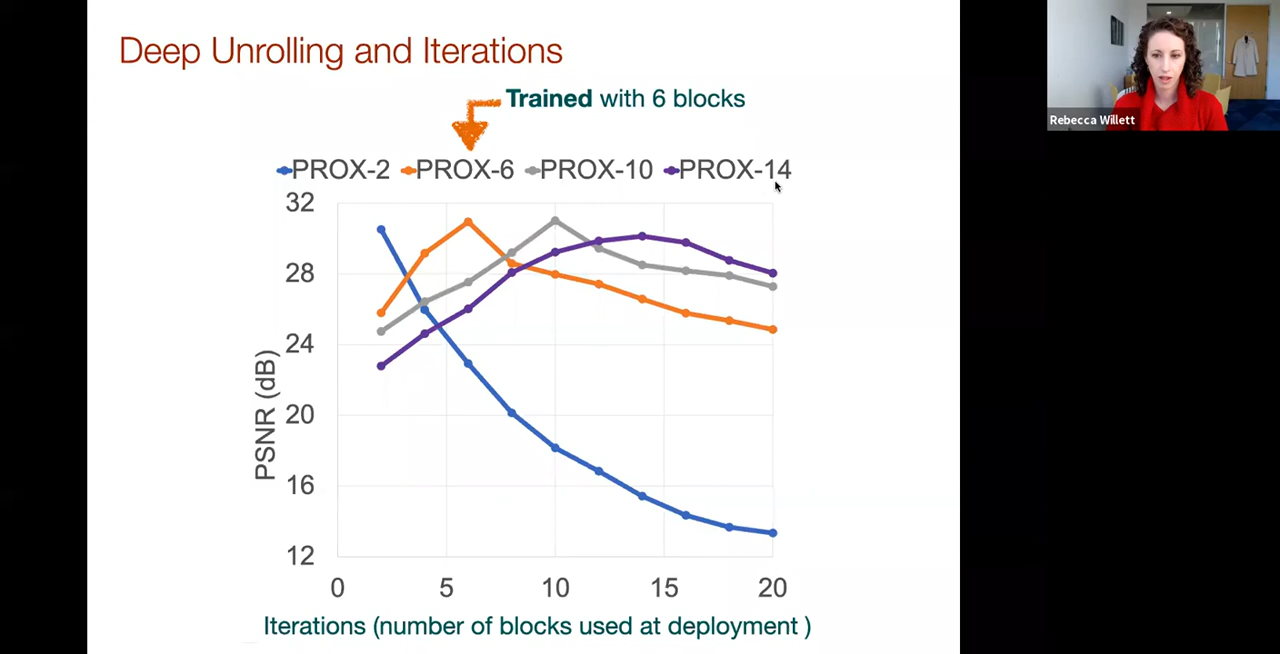 Deep Unrolling and Iterations
Trained with 6 blocks
PROX-2 PROX-6 PROX-10 PROX-14
32
28
24
20
16
12
PSNR (dB)
0 5 10 15 20
Iterations (number of blocks used at deployment )
Rebecca Willett